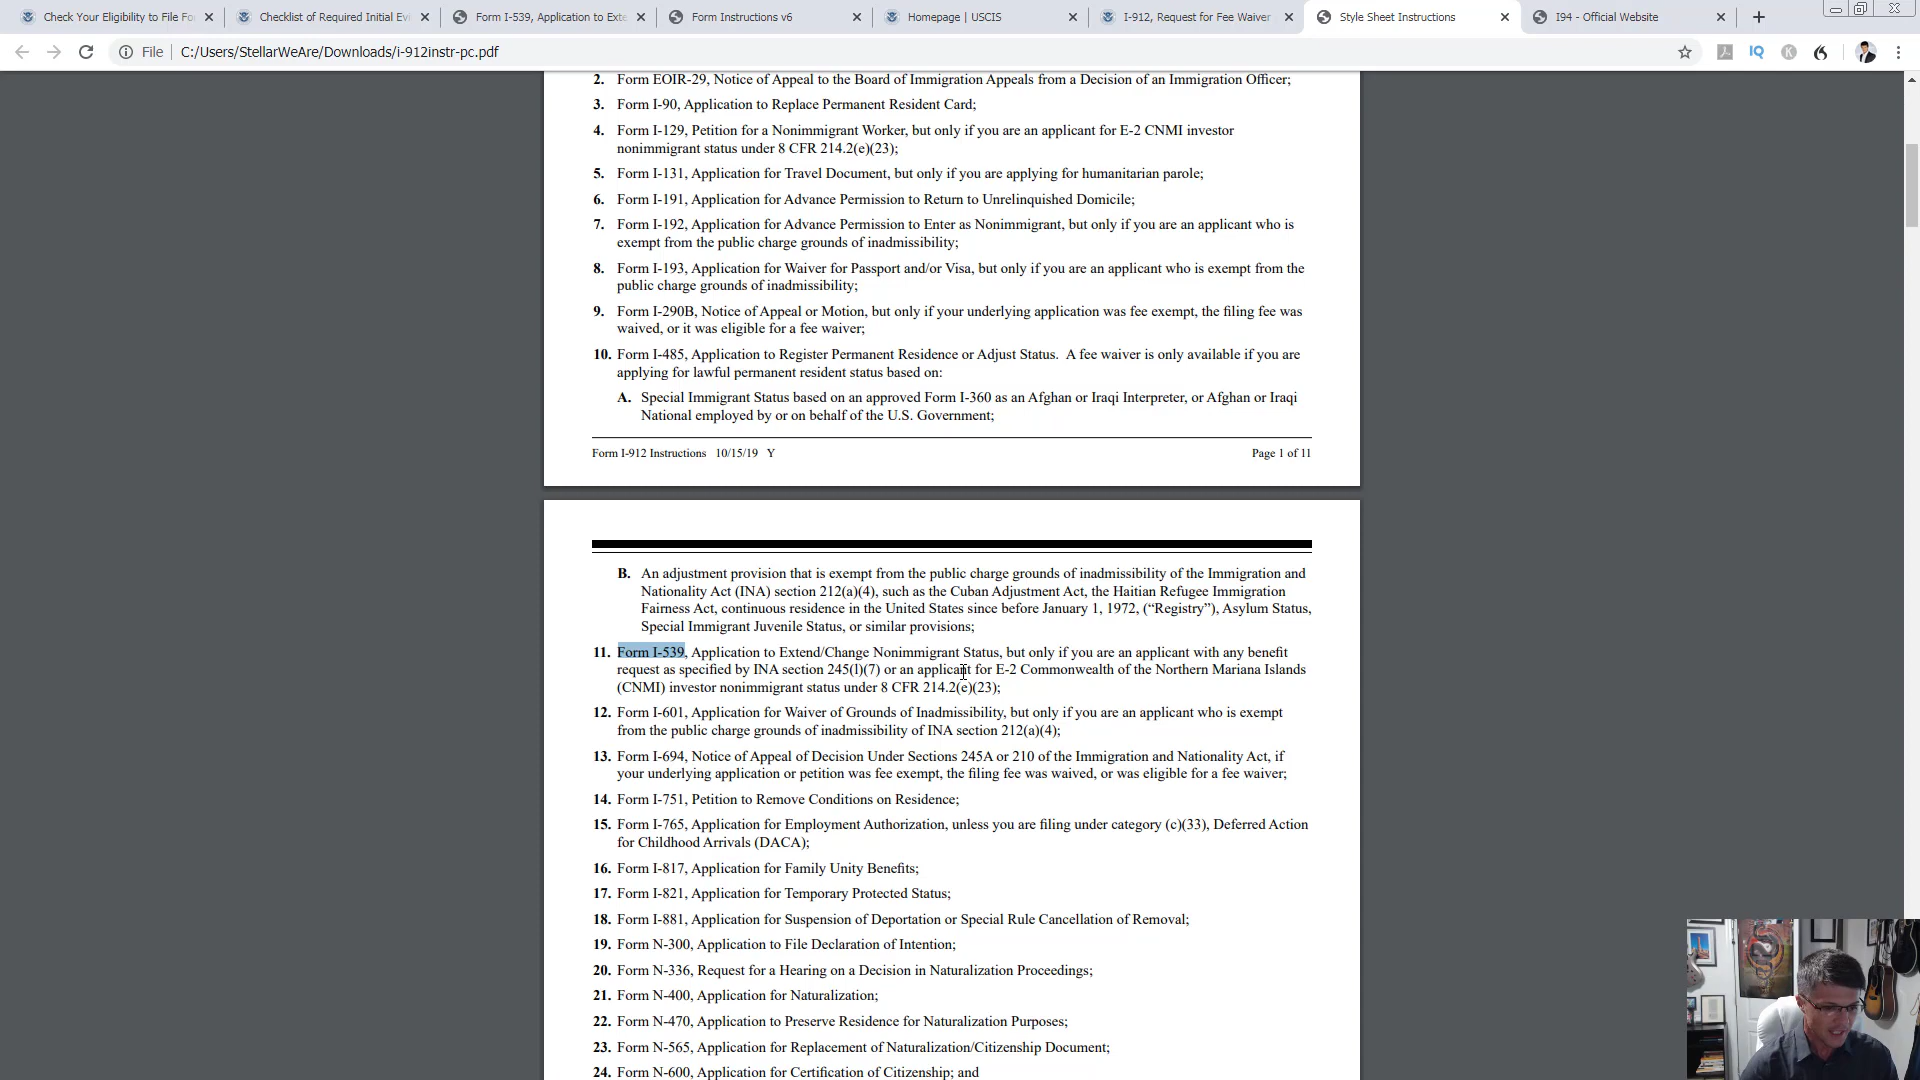 Check Your Eligibility to File Fo
Checklist of Required Initial Evi
Form I-539, Application to Exte
Form Instructions v6
Homepage | USCIS
I-912, Request for Fee Waiver
Style Sheet Instructions
I94 - Official Website
File C:/Users/StellarWeAre/Downloads/i-912instr-pc.pdf
2. Form EOIR-29, Notice of Appeal to the Board of Immigration Appeals from a Decision of an Immigration Officer;
3. Form I-90, Application to Replace Permanent Resident Card;
4. Form I-129, Petition for a Nonimmigrant Worker, but only if you are an applicant for E-2 CNMI investor
nonimmigrant status under 8 CFR 214.2(e)(23);
5. Form I-131, Application for Travel Document, but only if you are applying for humanitarian parole;
6. Form I-191, Application for Advance Permission to Return to Unrelinquished Domicile;
7. Form I-192, Application for Advance Permission to Enter as Nonimmigrant, but only if you are an applicant who is
exempt from the public charge grounds of inadmissibility;
8. Form I-193, Application for Waiver for Passport and/or Visa, but only if you are an applicant who is exempt from the
public charge grounds of inadmissibility;
9. Form I-290B, Notice of Appeal or Motion, but only if your underlying application was fee exempt, the filing fee was
waived, or it was eligible for a fee waiver;
10. Form I-485, Application to Register Permanent Residence or Adjust Status. A fee waiver is only available if you are
applying for lawful permanent resident status based on:
A. Special Immigrant Status based on an approved Form I-360 as an Afghan or Iraqi Interpreter, or Afghan or Iraqi
National employed by or on behalf of the U.S. Government;
Form I-912 Instructions 10/15/19 Y Page 1 of 11
B. An adjustment provision that is exempt from the public charge grounds of inadmissibility of the Immigration and
Nationality Act (INA) section 212(a)(4), such as the Cuban Adjustment Act, the Haitian Refugee Immigration
Fairness Act, continuous residence in the United States since before January 1, 1972, (“Registry”), Asylum Status,
Special Immigrant Juvenile Status, or similar provisions;
11. Form I-539, Application to Extend/Change Nonimmigrant Status, but only if you are an applicant with any benefit
request as specified by INA section 245(l)(7) or an applicant for E-2 Commonwealth of the Northern Mariana Islands
(CNMI) investor nonimmigrant status under 8 CFR 214.2(e)(23);
12. Form I-601, Application for Waiver of Grounds of Inadmissibility, but only if you are an applicant who is exempt
from the public charge grounds of inadmissibility of INA section 212(a)(4);
13. Form I-694, Notice of Appeal of Decision Under Sections 245A or 210 of the Immigration and Nationality Act, if
your underlying application or petition was fee exempt, the filing fee was waived, or was eligible for a fee waiver;
14. Form I-751, Petition to Remove Conditions on Residence;
15. Form I-765, Application for Employment Authorization, unless you are filing under category (c)(33), Deferred Action
for Childhood Arrivals (DACA);
16. Form I-817, Application for Family Unity Benefits;
17. Form I-821, Application for Temporary Protected Status;
18. Form I-881, Application for Suspension of Deportation or Special Rule Cancellation of Removal;
19. Form N-300, Application to File Declaration of Intention;
20. Form N-336, Request for a Hearing on a Decision in Naturalization Proceedings;
21. Form N-400, Application for Naturalization;
22. Form N-470, Application to Preserve Residence for Naturalization Purposes;
23. Form N-565, Application for Replacement of Naturalization/Citizenship Document;
24. Form N-600, Application for Certification of Citizenship; and